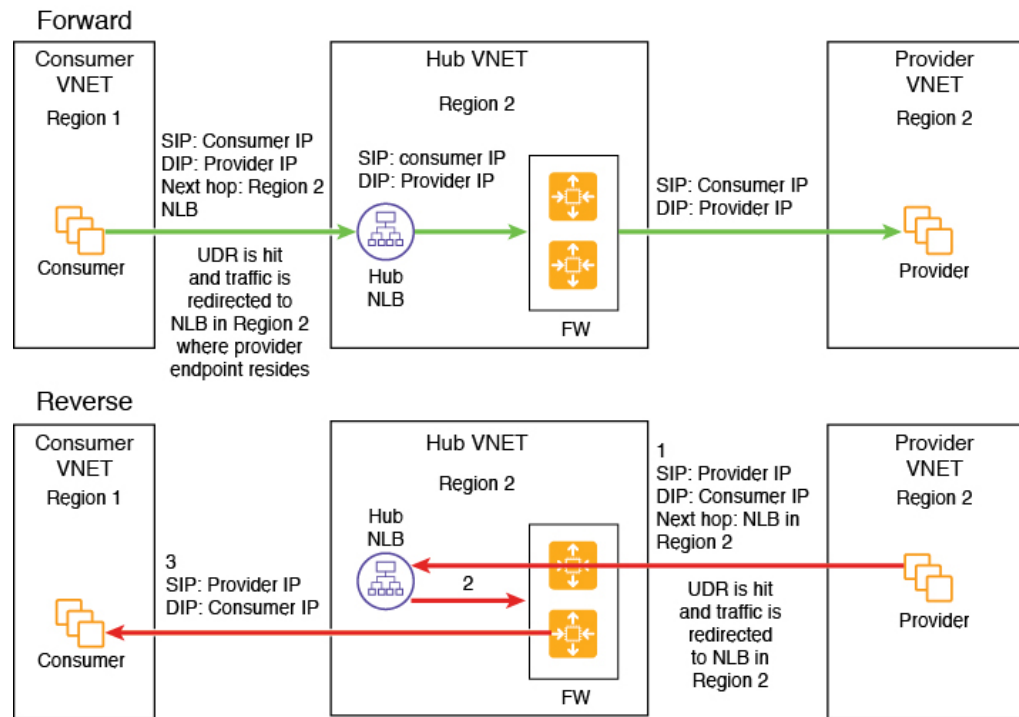 Forward
Consumer
VNET
Region 1
SIP: Consumer IP
DIP: Provider IP
Next hop: Region 2
NLB
Consumer
UDR is hit
and traffic is
redirected to
NLB in Region 2
where provider
endpoint resides
Hub VNET
Region 2
SIP: consumer IP
DIP: Provider IP
Hub
NLB
FW
SIP: Consumer IP
DIP: Provider IP
Provider
VNET
Region 2
Provider
Reverse
Consumer
VNET
Region 1
3
SIP: Provider IP
DIP: Consumer IP
Consumer
Hub VNET
Region 2
Hub
NLB
2
FW
1
SIP: Provider IP
DIP: Consumer IP
Next hop: NLB in
Region 2
UDR is hit
and traffic is
redirected
to NLB in
Region 2
Provider
VNET
Region 2
Provider